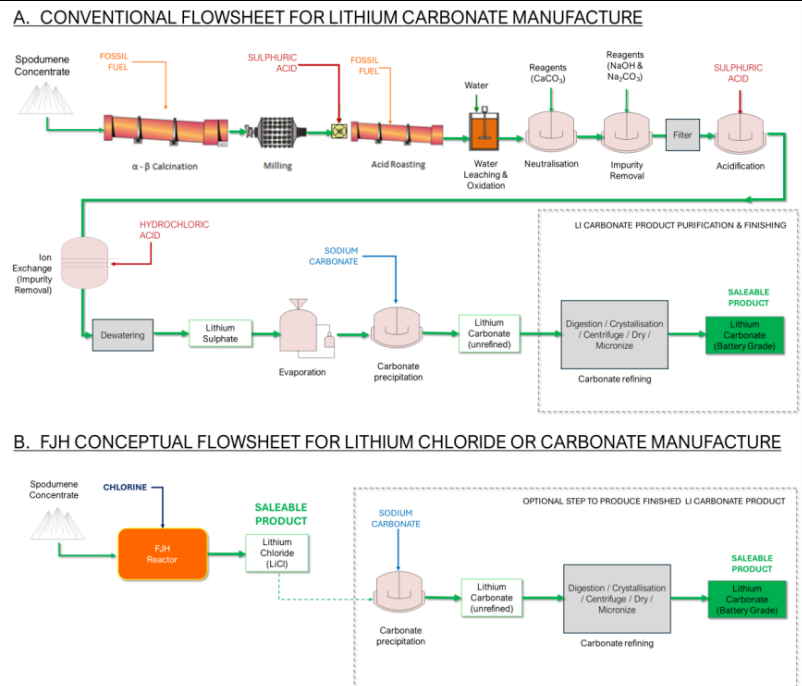 A. CONVENTIONAL FLOWSHEET FOR LITHIUM CARBONATE MANUFACTURE
Spodumene
Concentrate
FOSSIL
FUEL
SULPHURIC
ACID
FOSSIL
FUEL
Water
Reagents
(CaCO₃)
Reagents
(NaOH &
Na₂CO₃)
SULPHURIC
ACID
α - β Calcination
Milling
Acid Roasting
Water
Leaching &
Oxidation
Neutralisation
Impurity
Removal
Filter
Acidification
Ion
Exchange
(Impurity
Removal)
HYDROCHLORIC
ACID
Dewatering
Lithium
Sulphate
Evaporation
SODIUM
CARBONATE
Carbonate
precipitation
Lithium
Carbonate
(unrefined)
LI CARBONATE PRODUCT PURIFICATION & FINISHING
Digestion / Crystallisation
/ Centrifuge / Dry /
Micronize
Carbonate refining
SALEABLE
PRODUCT
Lithium
Carbonate
(Battery Grade)
B. FJH CONCEPTUAL FLOWSHEET FOR LITHIUM CHLORIDE OR CARBONATE MANUFACTURE
Spodumene
Concentrate
CHLORINE
FJH
Reactor
SALEABLE
PRODUCT
Lithium
Chloride
(LiCl)
OPTIONAL STEP TO PRODUCE FINISHED LI CARBONATE PRODUCT
SODIUM
CARBONATE
Carbonate
precipitation
Lithium
Carbonate
(unrefined)
Digestion / Crystallisation
/ Centrifuge / Dry /
Micronize
Carbonate refining
SALEABLE
PRODUCT
Lithium
Carbonate
(Battery Grade)